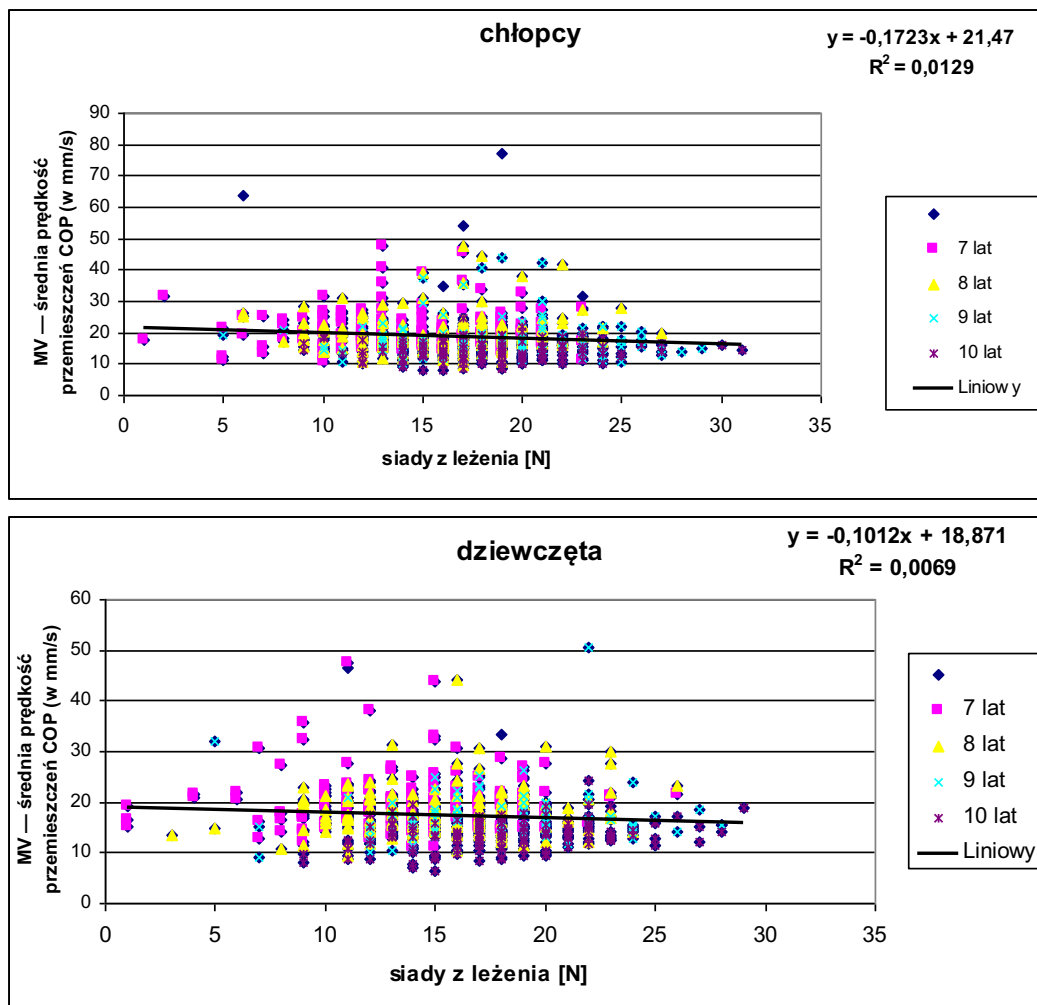 chłopcy
y = -0,1723x + 21,47
R² = 0,0129
MV — średnia prędkość
przemieszczeń COP (w mm/s)
90
80
70
60
50
40
30
20
10
0
0 5 10 15 20 25 30 35
siady z leżenia [N]
7 lat
8 lat
9 lat
10 lat
Liniowy
dziewczęta
y = -0,1012x + 18,871
R² = 0,0069
MV — średnia prędkość
przemieszczeń COP (w mm/s)
60
50
40
30
20
10
0
0 5 10 15 20 25 30 35
siady z leżenia [N]
7 lat
8 lat
9 lat
10 lat
Liniowy